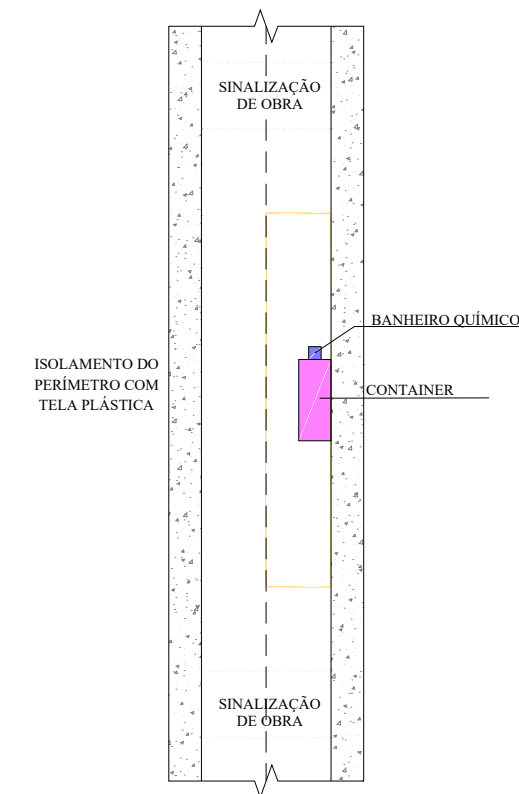 SINALIZAÇÃO
DE OBRA
BANHEIRO QUÍMICO
ISOLAMENTO DO
PERÍMETRO COM
TELA PLÁSTICA
CONTAINER
SINALIZAÇÃO
DE OBRA